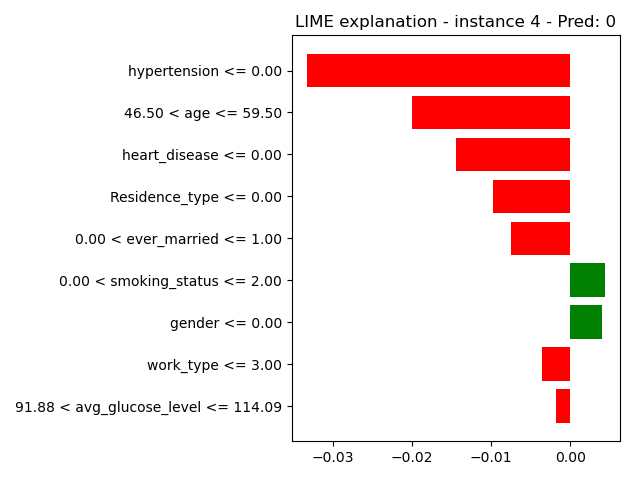 LIME explanation - instance 4 - Pred: 0
hypertension <= 0.00
46.50 < age <= 59.50
heart_disease <= 0.00
Residence_type <= 0.00
0.00 < ever_married <= 1.00
0.00 < smoking_status <= 2.00
gender <= 0.00
work_type <= 3.00
91.88 < avg_glucose_level <= 114.09
−0.03 −0.02 −0.01 0.00